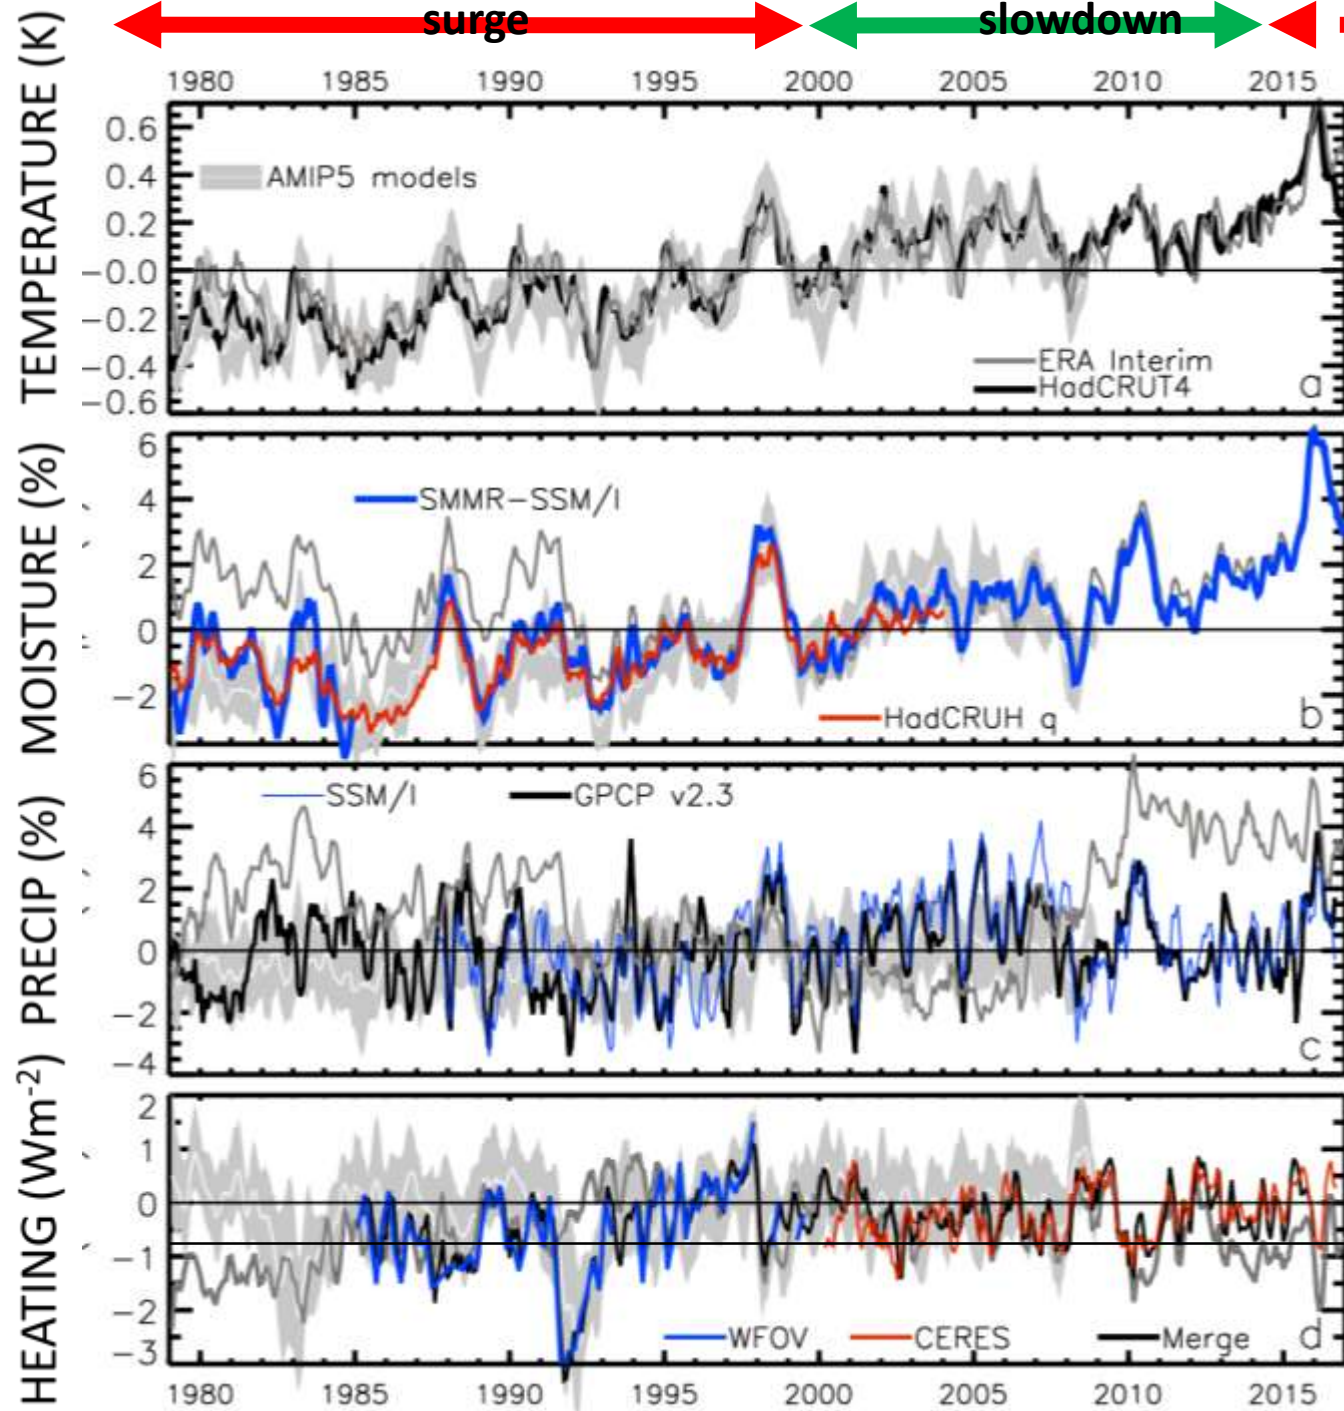 surge slowdown
1980 1985 1990 1995 2000 2005 2010 2015
TEMPERATURE (K)
0.6
0.4
0.2
−0.0
−0.2
−0.4
−0.6
AMIP5 models
ERA Interim
HadCRUT4
a
MOISTURE (%)
6
4
2
0
−2
SMMR−SSM/I
HadCRUH q
b
PRECIP (%)
6
4
2
0
−2
−4
SSM/I GPCP v2.3
c
HEATING (Wm-2)
2
1
0
−1
−2
−3
WFOV CERES Merge d
1980 1985 1990 1995 2000 2005 2010 2015